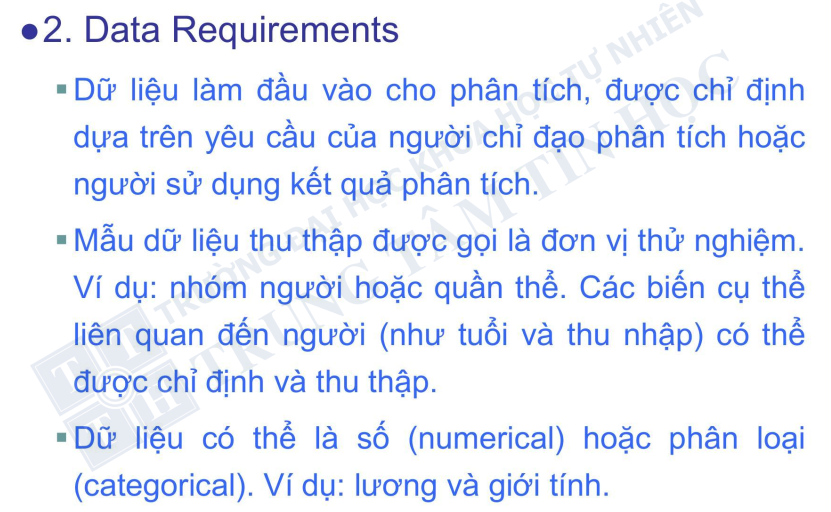 ●2. Data Requirements
▪Dữ liệu làm đầu vào cho phân tích, được chỉ định
dựa trên yêu cầu của người chỉ đạo phân tích hoặc
người sử dụng kết quả phân tích.
▪Mẫu dữ liệu thu thập được gọi là đơn vị thử nghiệm.
Ví dụ: nhóm người hoặc quần thể. Các biến cụ thể
liên quan đến người (như tuổi và thu nhập) có thể
được chỉ định và thu thập.
▪Dữ liệu có thể là số (numerical) hoặc phân loại
(categorical). Ví dụ: lương và giới tính.
TRƯỜNG ĐẠI HỌC KHOA HỌC TỰ NHIÊN
TRUNG TÂM TIN HỌC